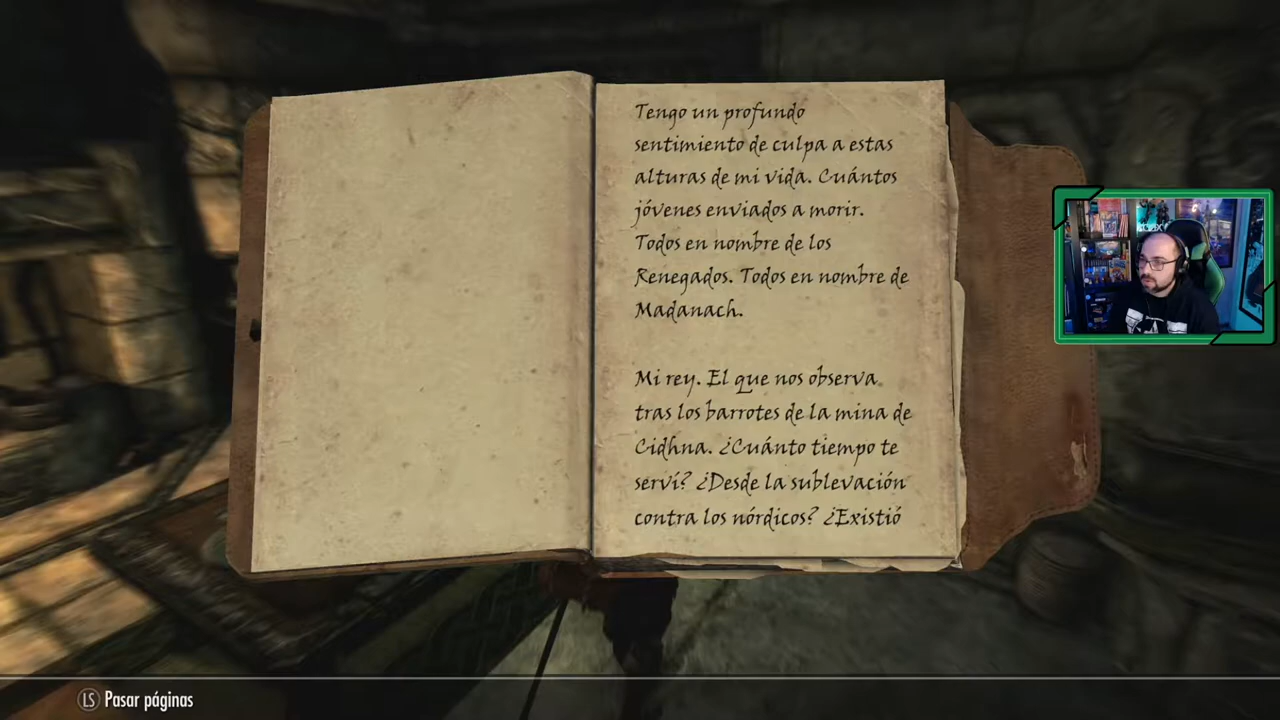 Tengo un profundo
sentimiento de culpa a estas
alturas de mi vida. Cuántos
jóvenes enviados a morir.
Todos en nombre de los
Renegados. Todos en nombre de
Madanach.
Mi rey. El que nos observa
tras los barrotes de la mina de
Cidhna. ¿Cuánto tiempo te
serví? ¿Desde la sublevación
contra los nórdicos? ¿Existió
LS Pasar páginas